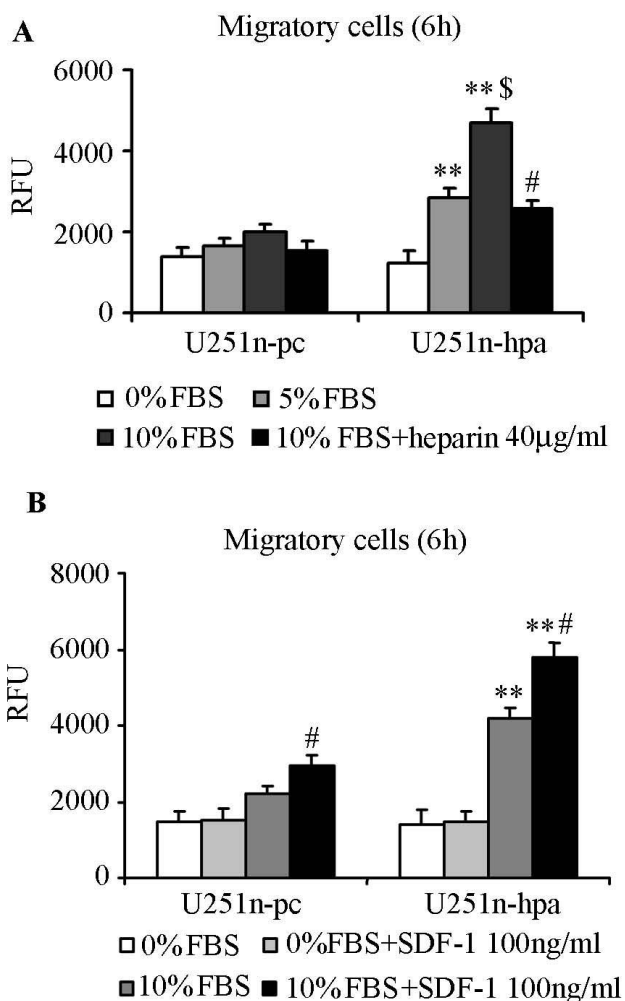 A
Migratory cells (6h)
6000
** $
4000
** #
RFU
2000
0
U251n-pc U251n-hpa
0%FBS 5%FBS
10%FBS 10% FBS+heparin 40μg/ml
B
Migratory cells (6h)
8000
6000
** #
**
RFU
4000
#
2000
0
U251n-pc U251n-hpa
0%FBS 0%FBS+SDF-1 100ng/ml
10%FBS 10%FBS+SDF-1 100ng/ml